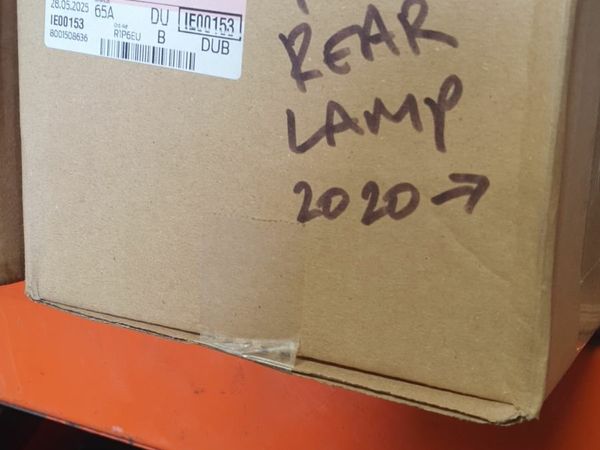 28.05.2025 65A DU IE00153
IE00153 R1P6EU B DUB
8001508636
REAR
LAMP
2020→